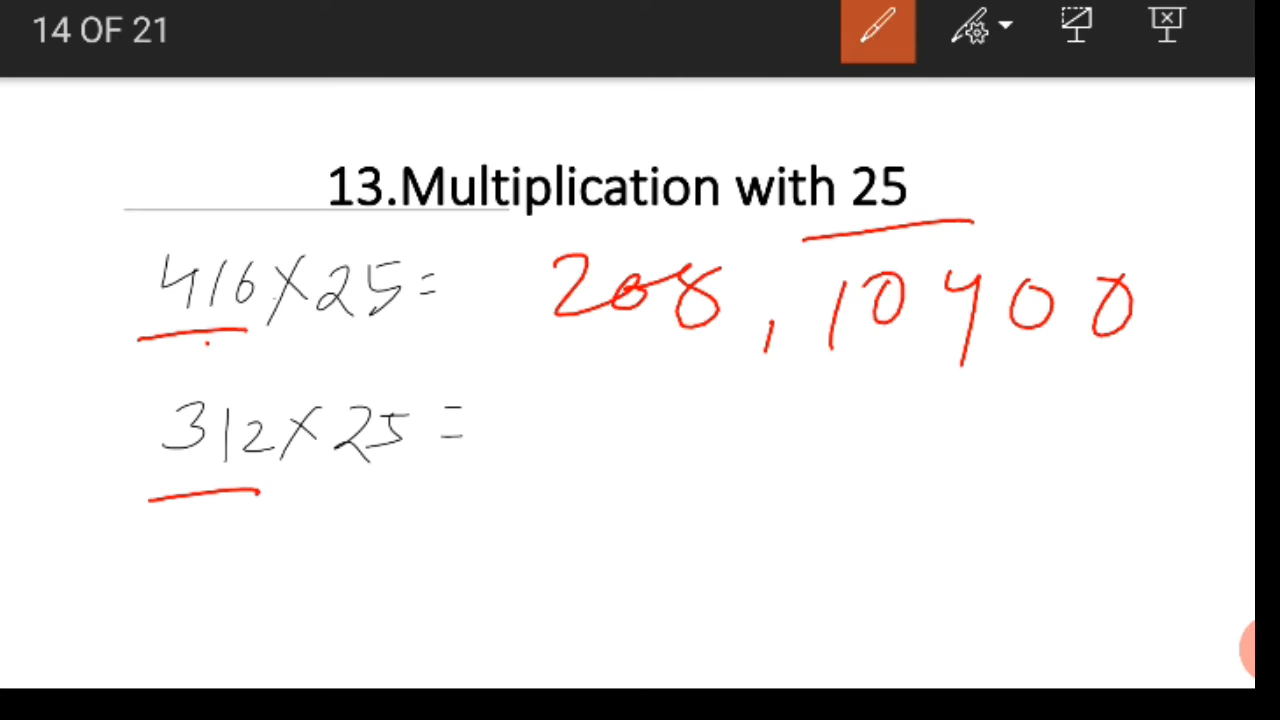 14 OF 21
13.Multiplication with 25
416×25= 208, 10400
312×25=